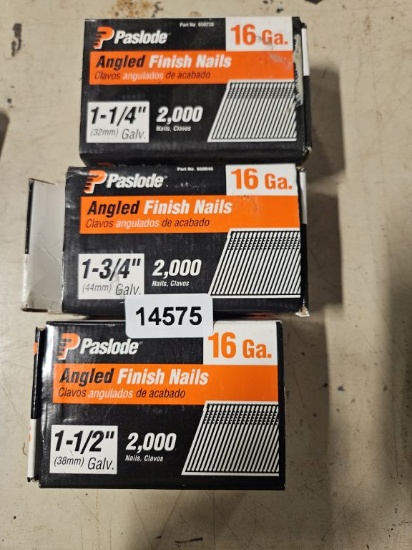 Paslode
Part No. 650230
16 Ga.
Angled Finish Nails
Clavos angulados de acabado
1-1/4"
(32mm) Galv.
2,000
Nails, Clavos
Paslode
16 Ga.
Angled Finish Nails
Clavos angulados de acabado
1-3/4"
(44mm) Galv.
2,000
Nails, Clavos
14575
Paslode
16 Ga.
Angled Finish Nails
Clavos angulados de acabado
1-1/2"
(38mm) Galv.
2,000
Nails, Clavos